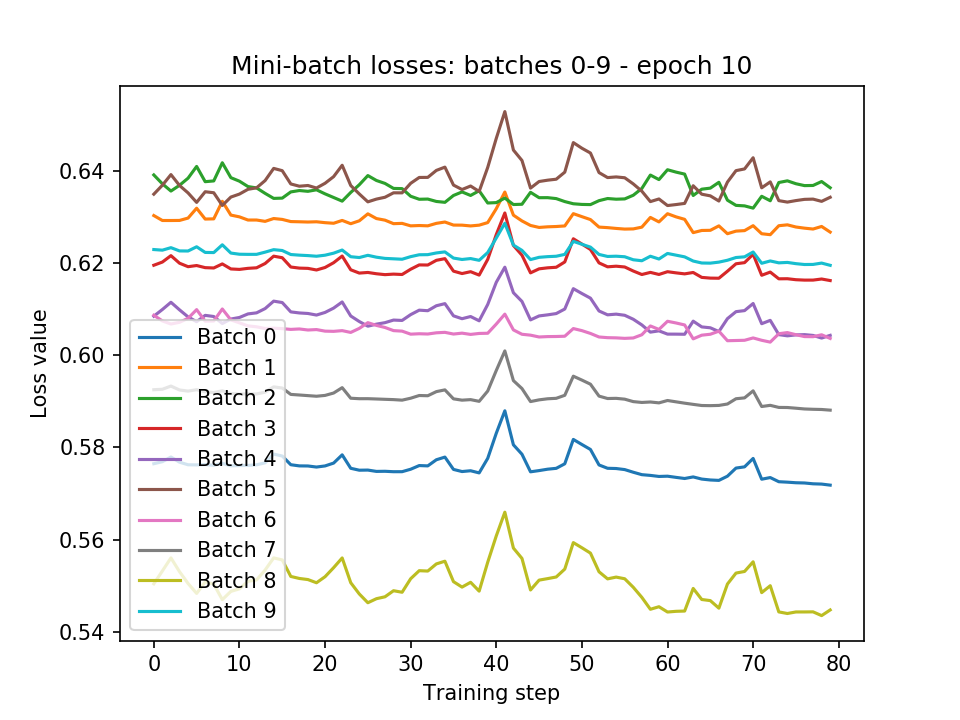 Mini-batch losses: batches 0-9 - epoch 10
0.64
0.62
0.60
0.58
0.56
0.54
Loss value
Batch 0
Batch 1
Batch 2
Batch 3
Batch 4
Batch 5
Batch 6
Batch 7
Batch 8
Batch 9
0 10 20 30 40 50 60 70 80
Training step